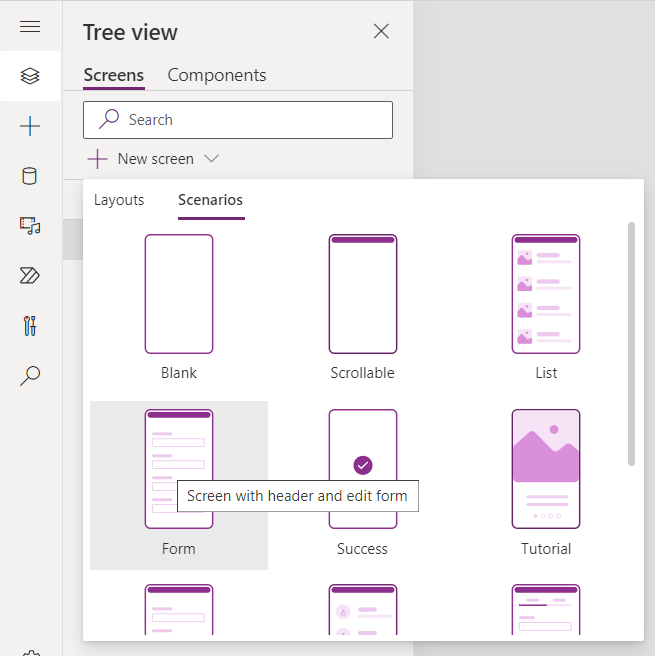 Tree view
Screens Components
Search
New screen
Layouts Scenarios
Blank Scrollable List
Screen with header and edit form
Form Success Tutorial